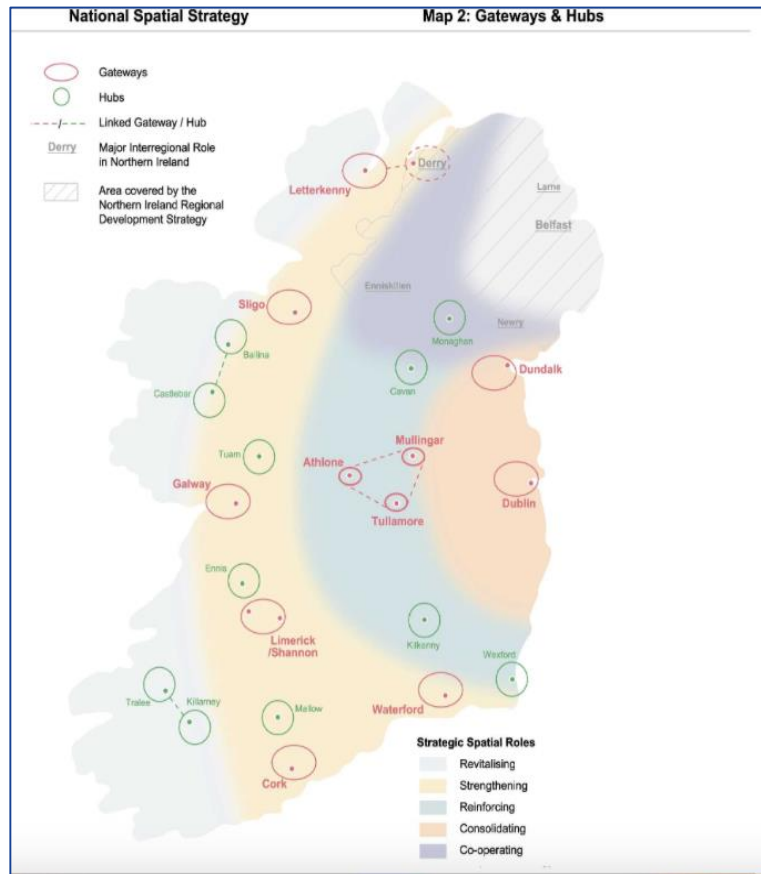 National Spatial Strategy
Map 2: Gateways & Hubs
Gateways
Hubs
Linked Gateway / Hub
Derry
Major Interregional Role
in Northern Ireland
Area covered by the
Northern Ireland Regional
Development Strategy
Derry
Letterkenny
Larne
Belfast
Enniskillen
Sligo
Newry
Monaghan
Ballina
Dundalk
Cavan
Castlebar
Mullingar
Tuam
Athlone
Galway
Dublin
Tullamore
Ennis
Limerick
/Shannon
Kilkenny
Wexford
Tralee
Killarney
Mallow
Waterford
Cork
Strategic Spatial Roles
Revitalising
Strengthening
Reinforcing
Consolidating
Co-operating